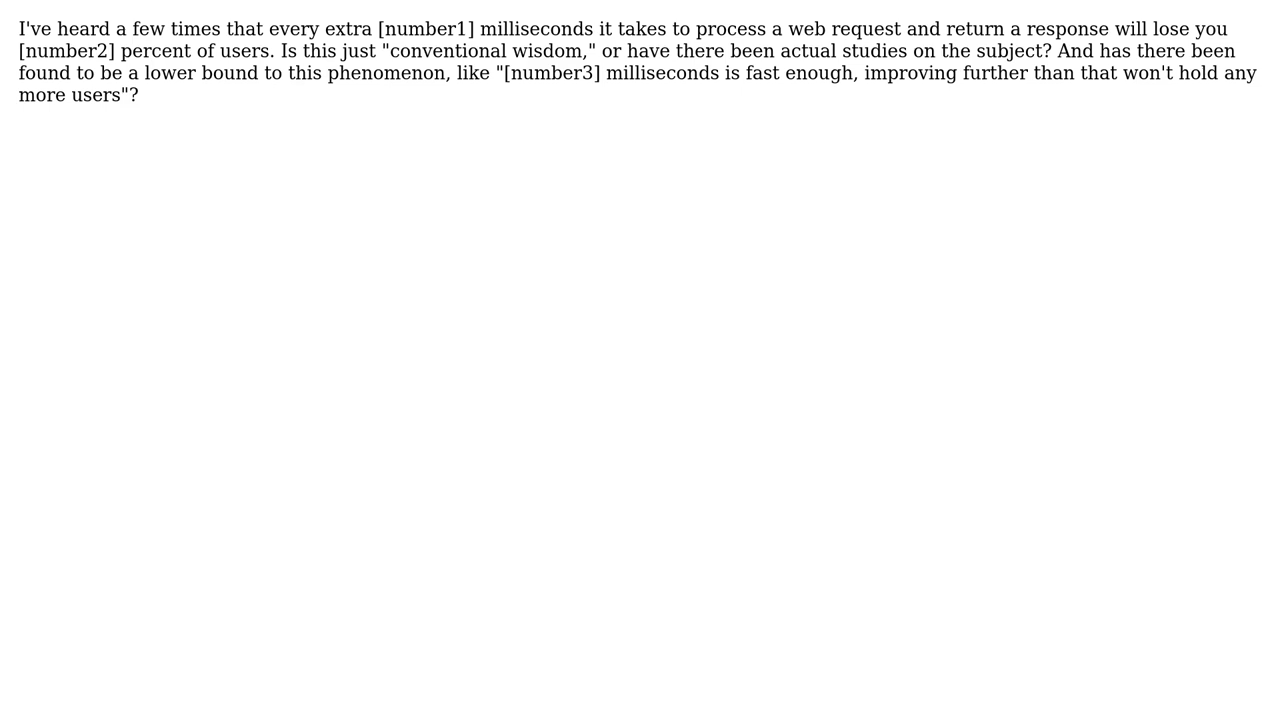 I've heard a few times that every extra [number1] milliseconds it takes to process a web request and return a response will lose you
[number2] percent of users. Is this just "conventional wisdom," or have there been actual studies on the subject? And has there been
found to be a lower bound to this phenomenon, like "[number3] milliseconds is fast enough, improving further than that won't hold any
more users"?